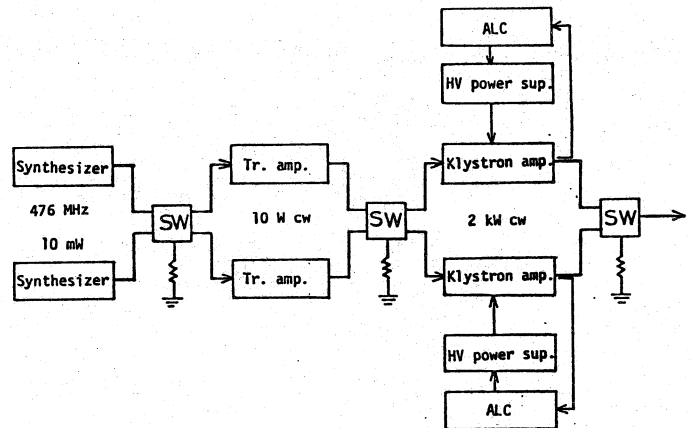 ALC
HV power sup.
Synthesizer
Tr. amp.
Klystron amp.
476 MHz
SW
10 W cw
SW
2 kW cw
SW
10 mW
Synthesizer
Tr. amp.
Klystron amp.
HV power sup.
ALC